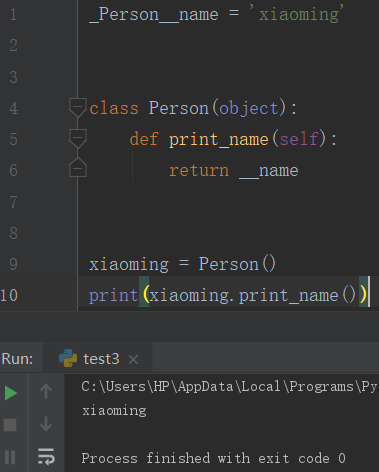 1 _Person__name = 'xiaoming'
2
3
4 class Person(object):
5 def print_name(self):
6 return __name
7
8
9 xiaoming = Person()
10 print(xiaoming.print_name())
Run: test3 ×
C:\Users\HP\AppData\Local\Programs\Py
xiaoming
Process finished with exit code 0